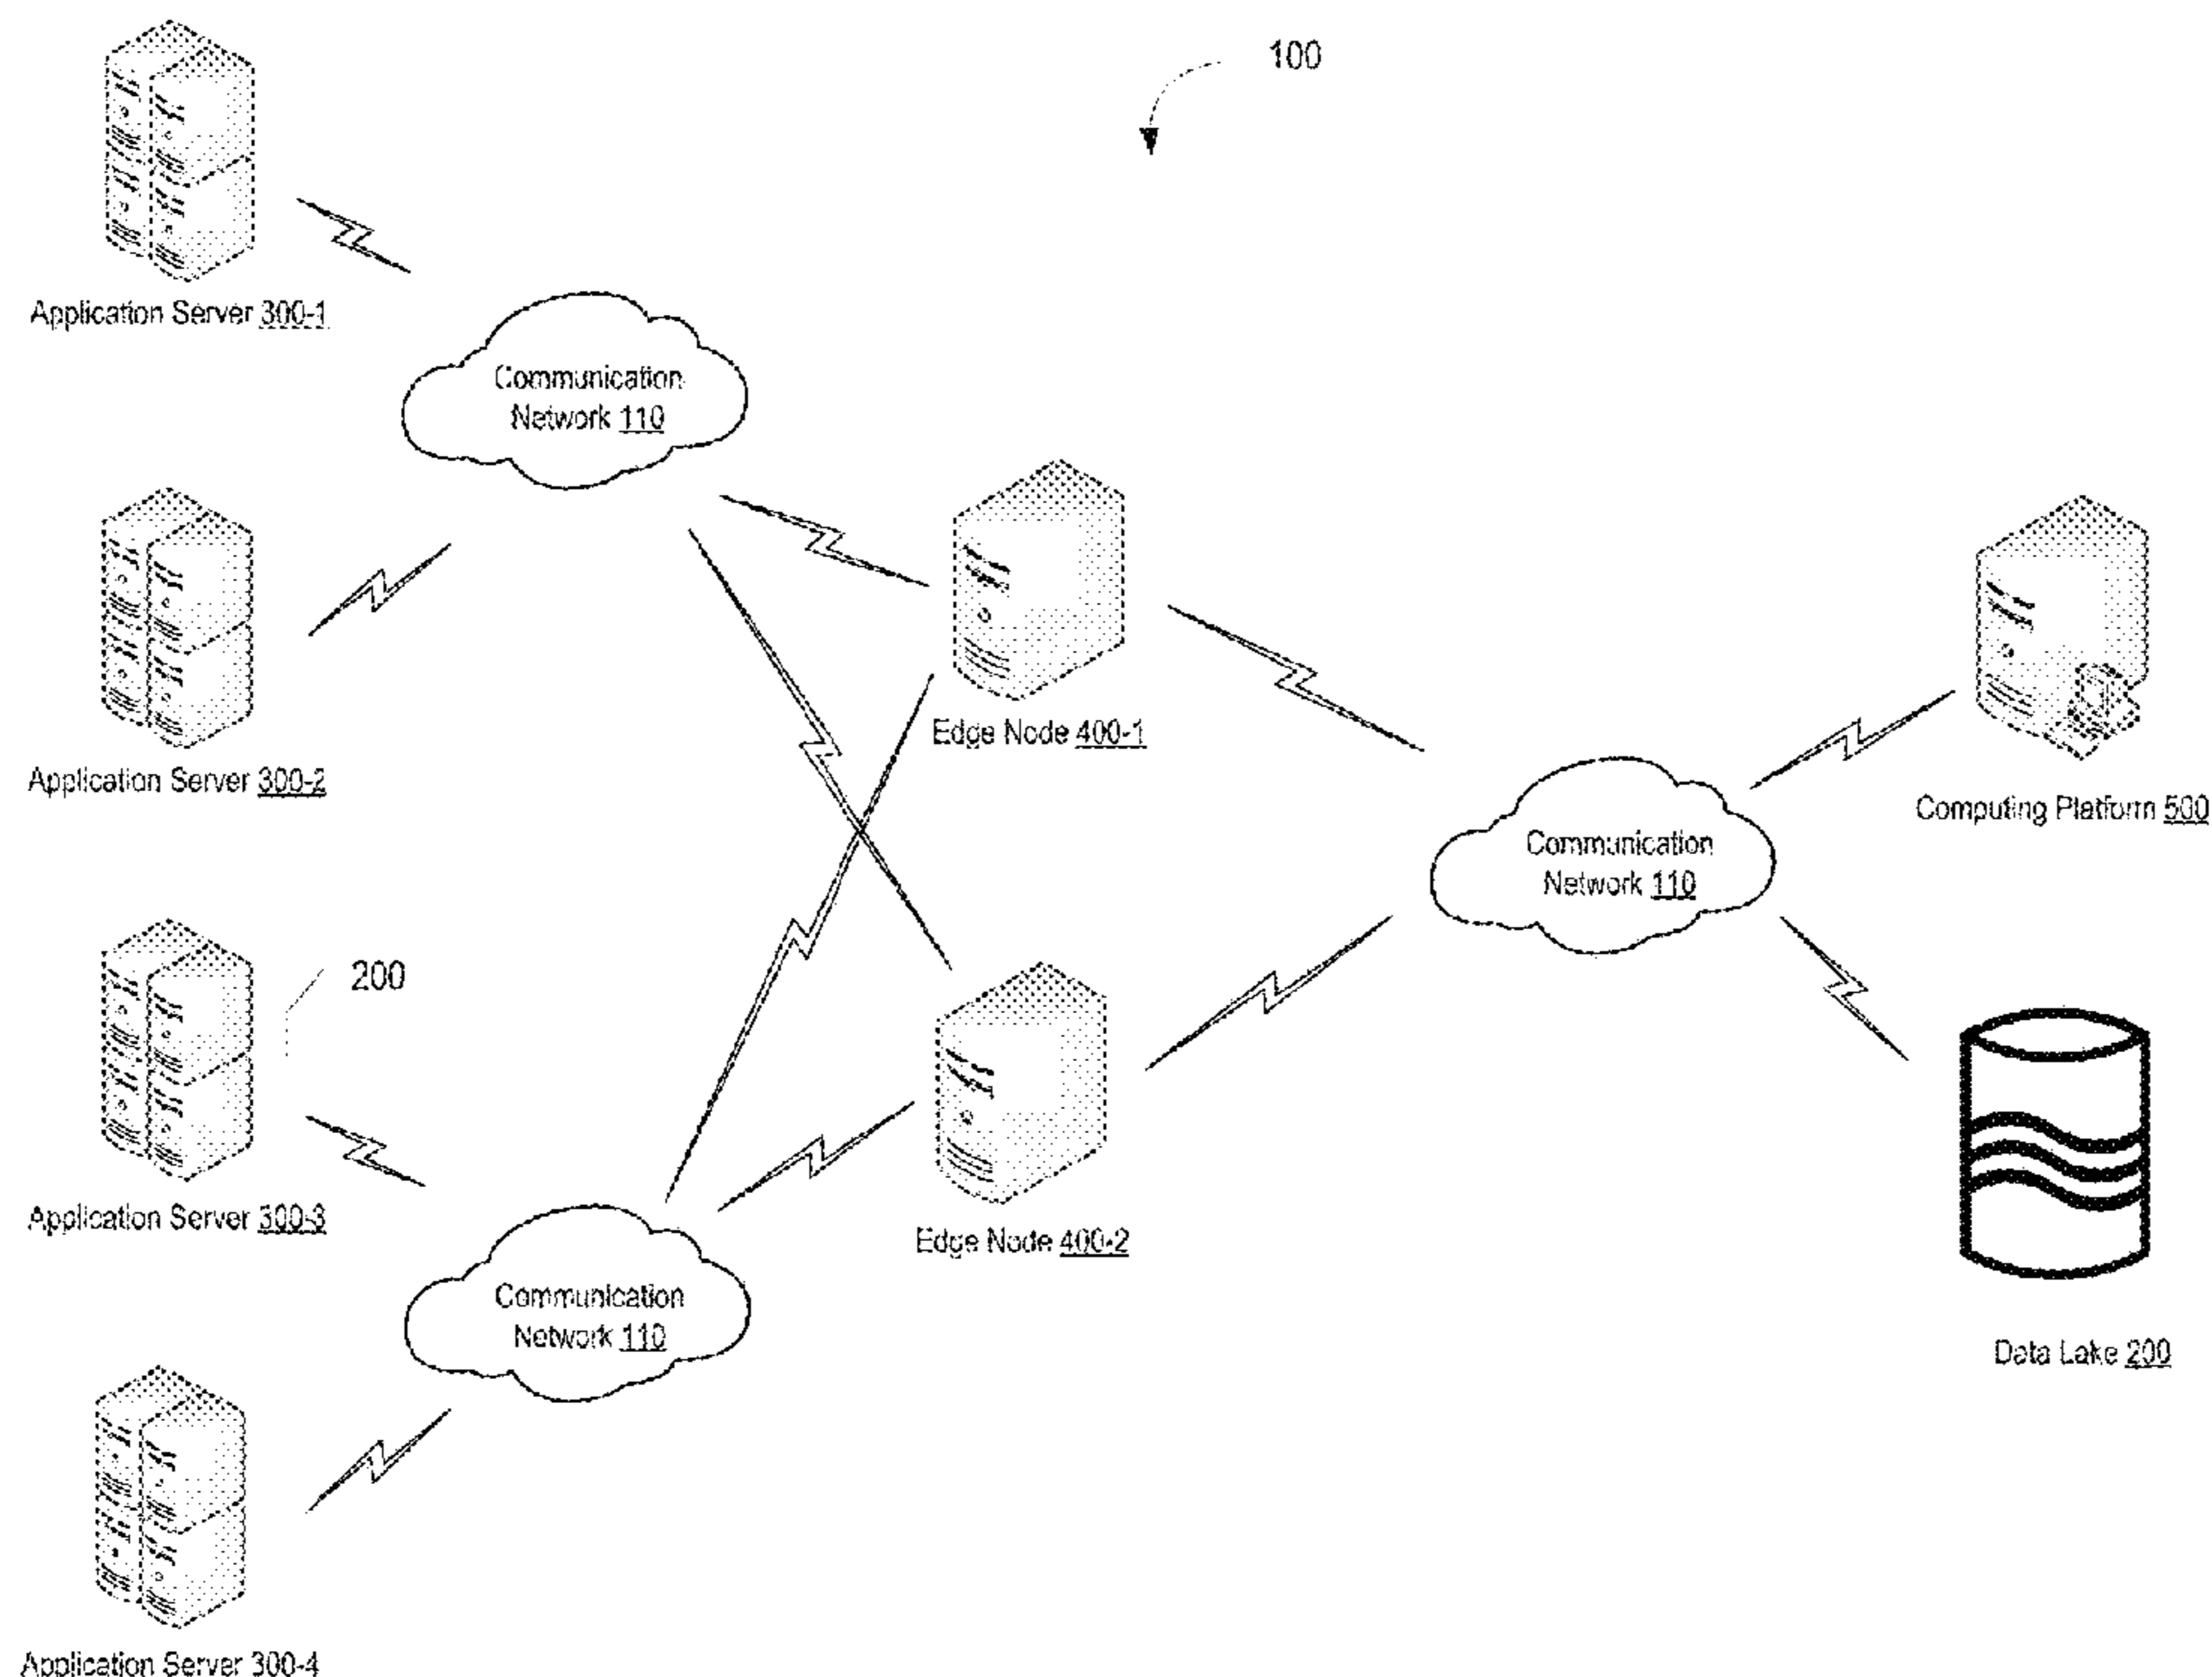 100
Application Server 300-1
Communication
Network 110
Application Server 300-2
Edge Node 400-1
Computing Platform 500
Communication
Network 110
200
Application Server 300-3
Edge Node 400-2
Communication
Network 110
Data Lake 200
Application Server 300-4